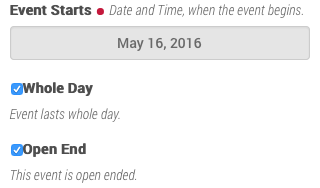 Event Starts Date and Time, when the event begins.
May 16, 2016
Whole Day
Event lasts whole day.
Open End
This event is open ended.